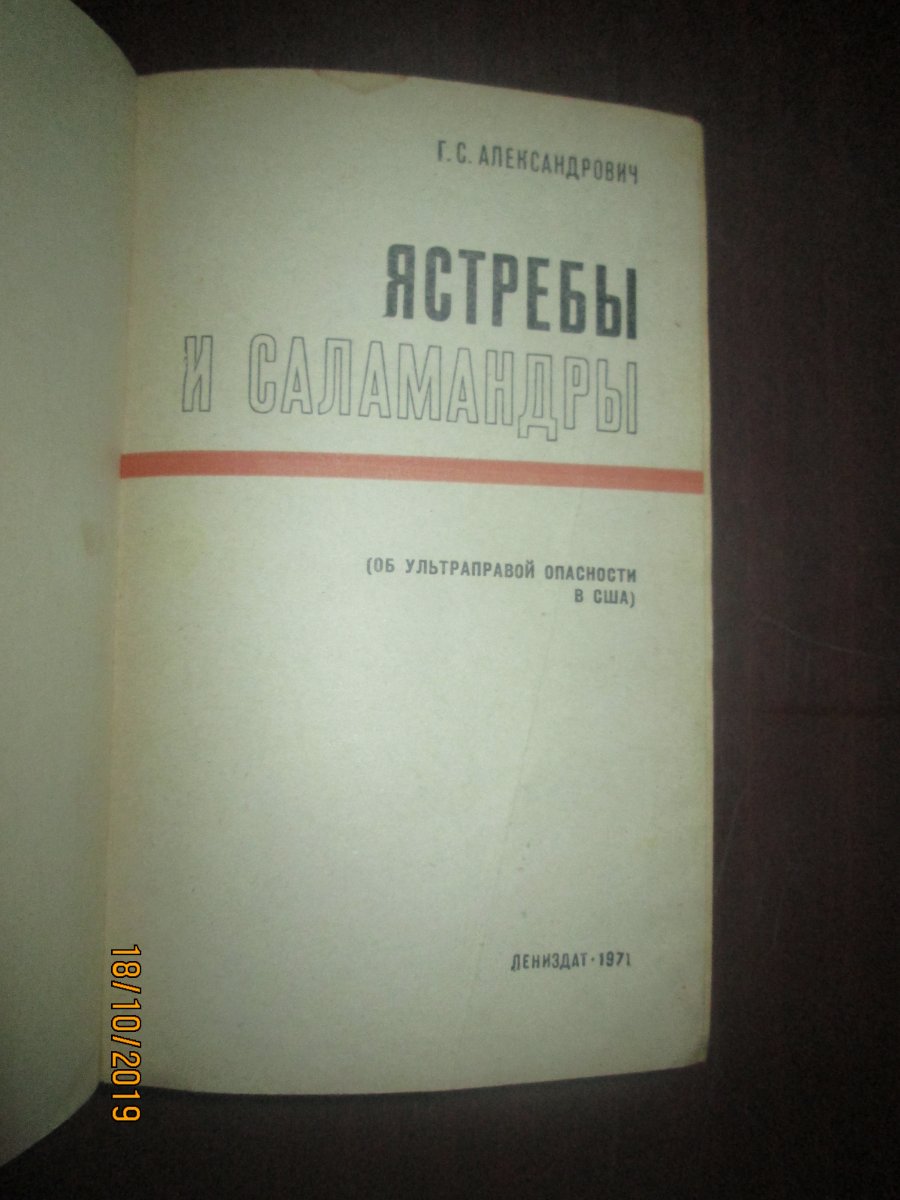 Г. С. АЛЕКСАНДРОВИЧ
ЯСТРЕБЫ
И САЛАМАНДРЫ
(ОБ УЛЬТРАПРАВОЙ ОПАСНОСТИ
В США)
ЛЕНИЗДАТ · 1971
18/10/2019